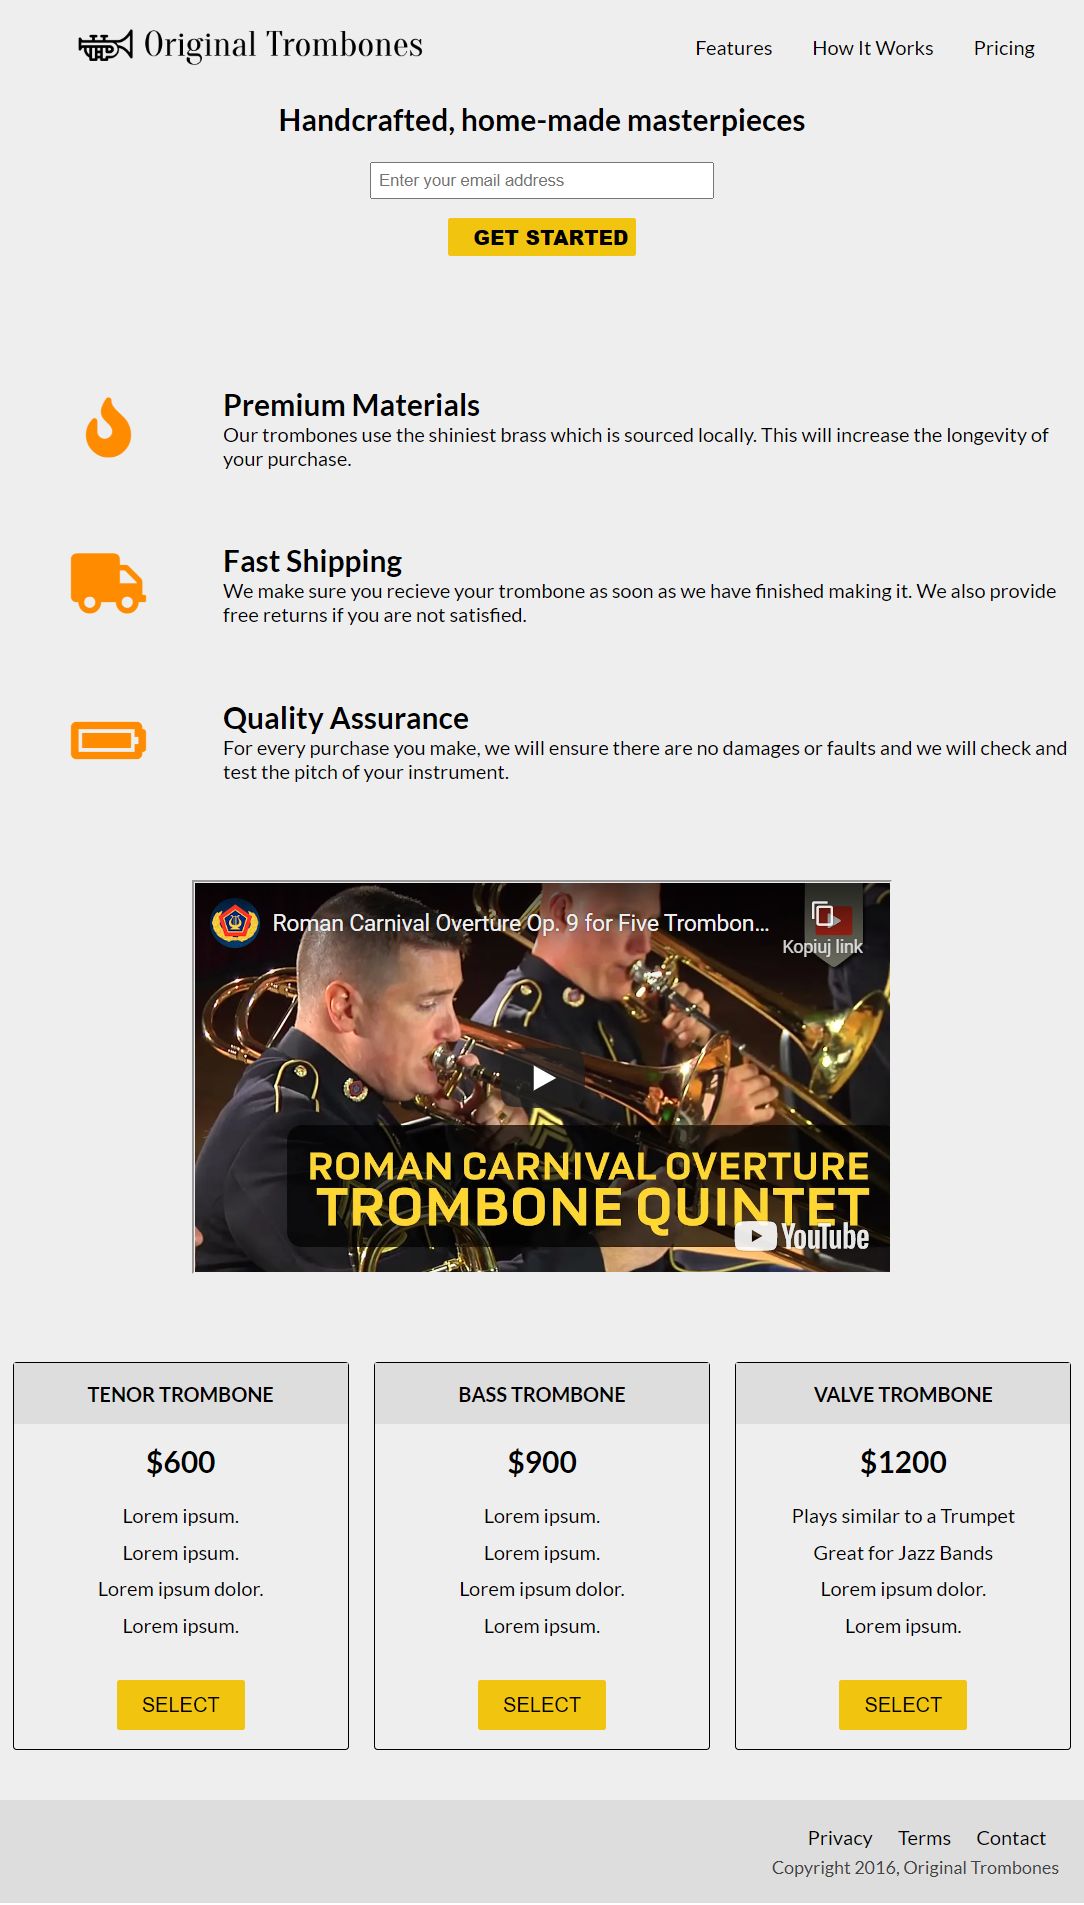 Original Trombones
Features How It Works Pricing
Handcrafted, home-made masterpieces
Enter your email address
GET STARTED
Premium Materials
Our trombones use the shiniest brass which is sourced locally. This will increase the longevity of
your purchase.
Fast Shipping
We make sure you recieve your trombone as soon as we have finished making it. We also provide
free returns if you are not satisfied.
Quality Assurance
For every purchase you make, we will ensure there are no damages or faults and we will check and
test the pitch of your instrument.
Roman Carnival Overture Op. 9 for Five Trombon...
Kopiuj link
ROMAN CARNIVAL OVERTURE
TROMBONE QUINTET
YouTube
TENOR TROMBONE
$600
Lorem ipsum.
Lorem ipsum.
Lorem ipsum dolor.
Lorem ipsum.
SELECT
BASS TROMBONE
$900
Lorem ipsum.
Lorem ipsum.
Lorem ipsum dolor.
Lorem ipsum.
SELECT
VALVE TROMBONE
$1200
Plays similar to a Trumpet
Great for Jazz Bands
Lorem ipsum dolor.
Lorem ipsum.
SELECT
Privacy Terms Contact
Copyright 2016, Original Trombones